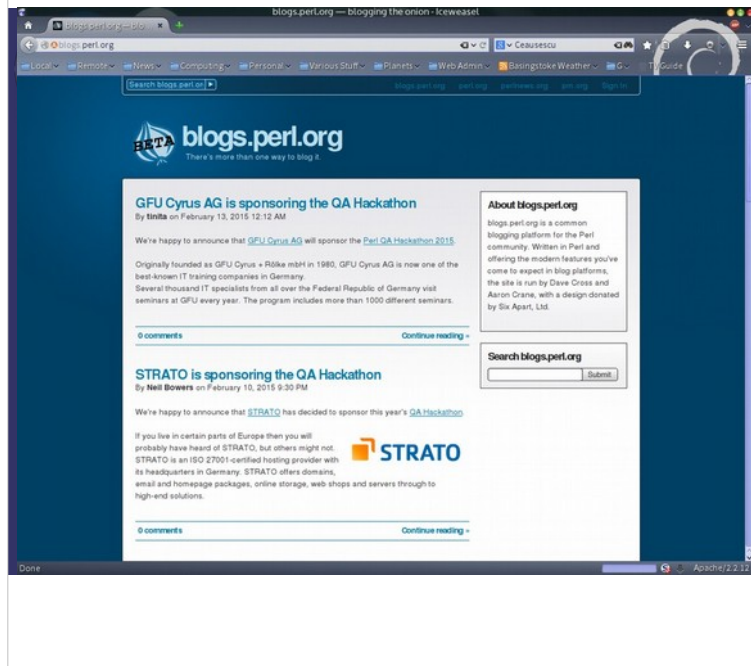 blogs.perl.org — blogging the onion - Iceweasel
blogs.perl.org
Ceausescu
Local Remote News Computing Personal Various Stuff Planets Web Admin Basingstoke Weather G TV Guide
Search blogs.perl.or
blogs.perl.org perl.org perlnews.org pm.org Sign In
BETA
blogs.perl.org
There's more than one way to blog it.
GFU Cyrus AG is sponsoring the QA Hackathon
By tinita on February 13, 2015 12:12 AM
We're happy to announce that GFU Cyrus AG will sponsor the Perl QA Hackathon 2015.
Originally founded as GFU Cyrus + Rölke mbH in 1980, GFU Cyrus AG is now one of the
best-known IT training companies in Germany.
Several thousand IT specialists from all over the Federal Republic of Germany visit
seminars at GFU every year. The program includes more than 1000 different seminars.
0 comments
Continue reading »
STRATO is sponsoring the QA Hackathon
By Neil Bowers on February 10, 2015 9:30 PM
We're happy to announce that STRATO has decided to sponsor this year's QA Hackathon.
If you live in certain parts of Europe then you will
probably have heard of STRATO, but others might not.
STRATO is an ISO 27001-certified hosting provider with
its headquarters in Germany. STRATO offers domains,
email and homepage packages, online storage, web shops and servers through to
high-end solutions.
STRATO
0 comments
Continue reading »
About blogs.perl.org
blogs.perl.org is a common
blogging platform for the Perl
community. Written in Perl and
offering the modern features you've
come to expect in blog platforms,
the site is run by Dave Cross and
Aaron Crane, with a design donated
by Six Apart, Ltd.
Search blogs.perl.org
Submit
Done
Apache/2.2.12